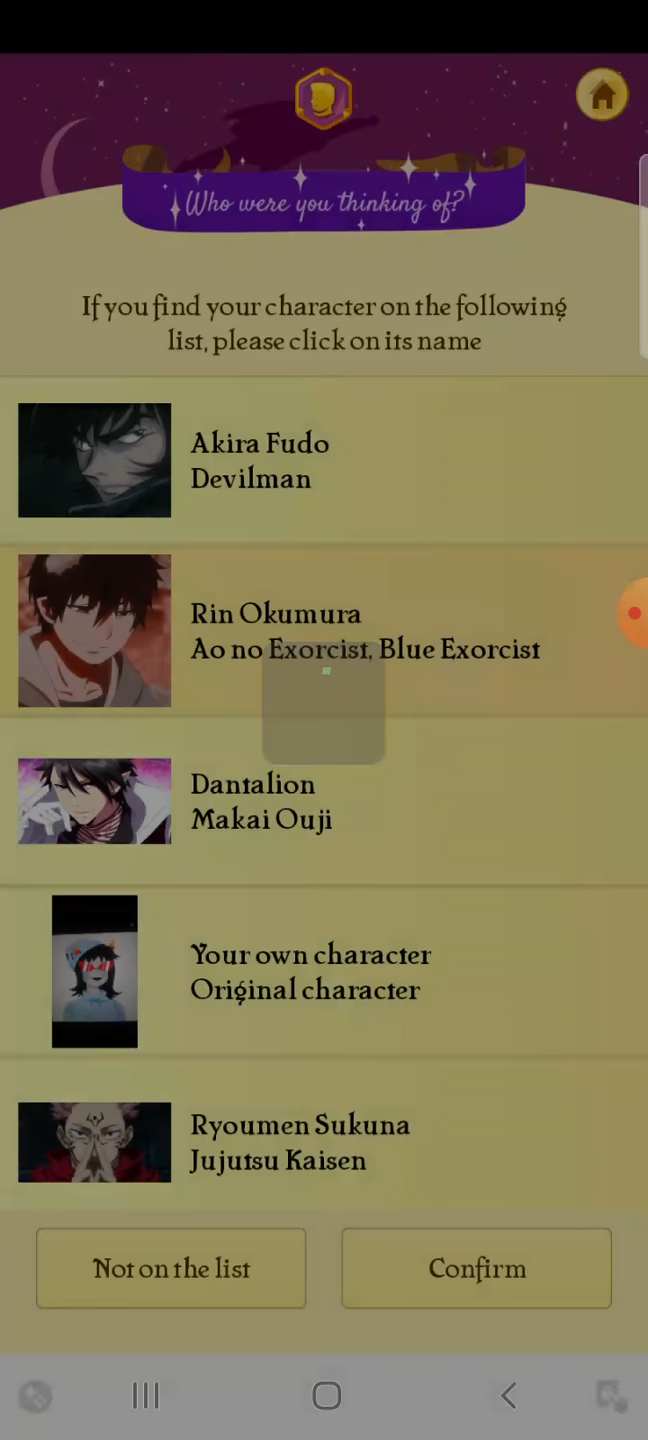 Who were you thinking of?
If you find your character on the following
list, please click on its name
Akira Fudo
Devilman
Rin Okumura
Ao no Exorcist, Blue Exorcist
Dantalion
Makai Ouji
Your own character
Original character
Ryoumen Sukuna
Jujutsu Kaisen
Not on the list
Confirm